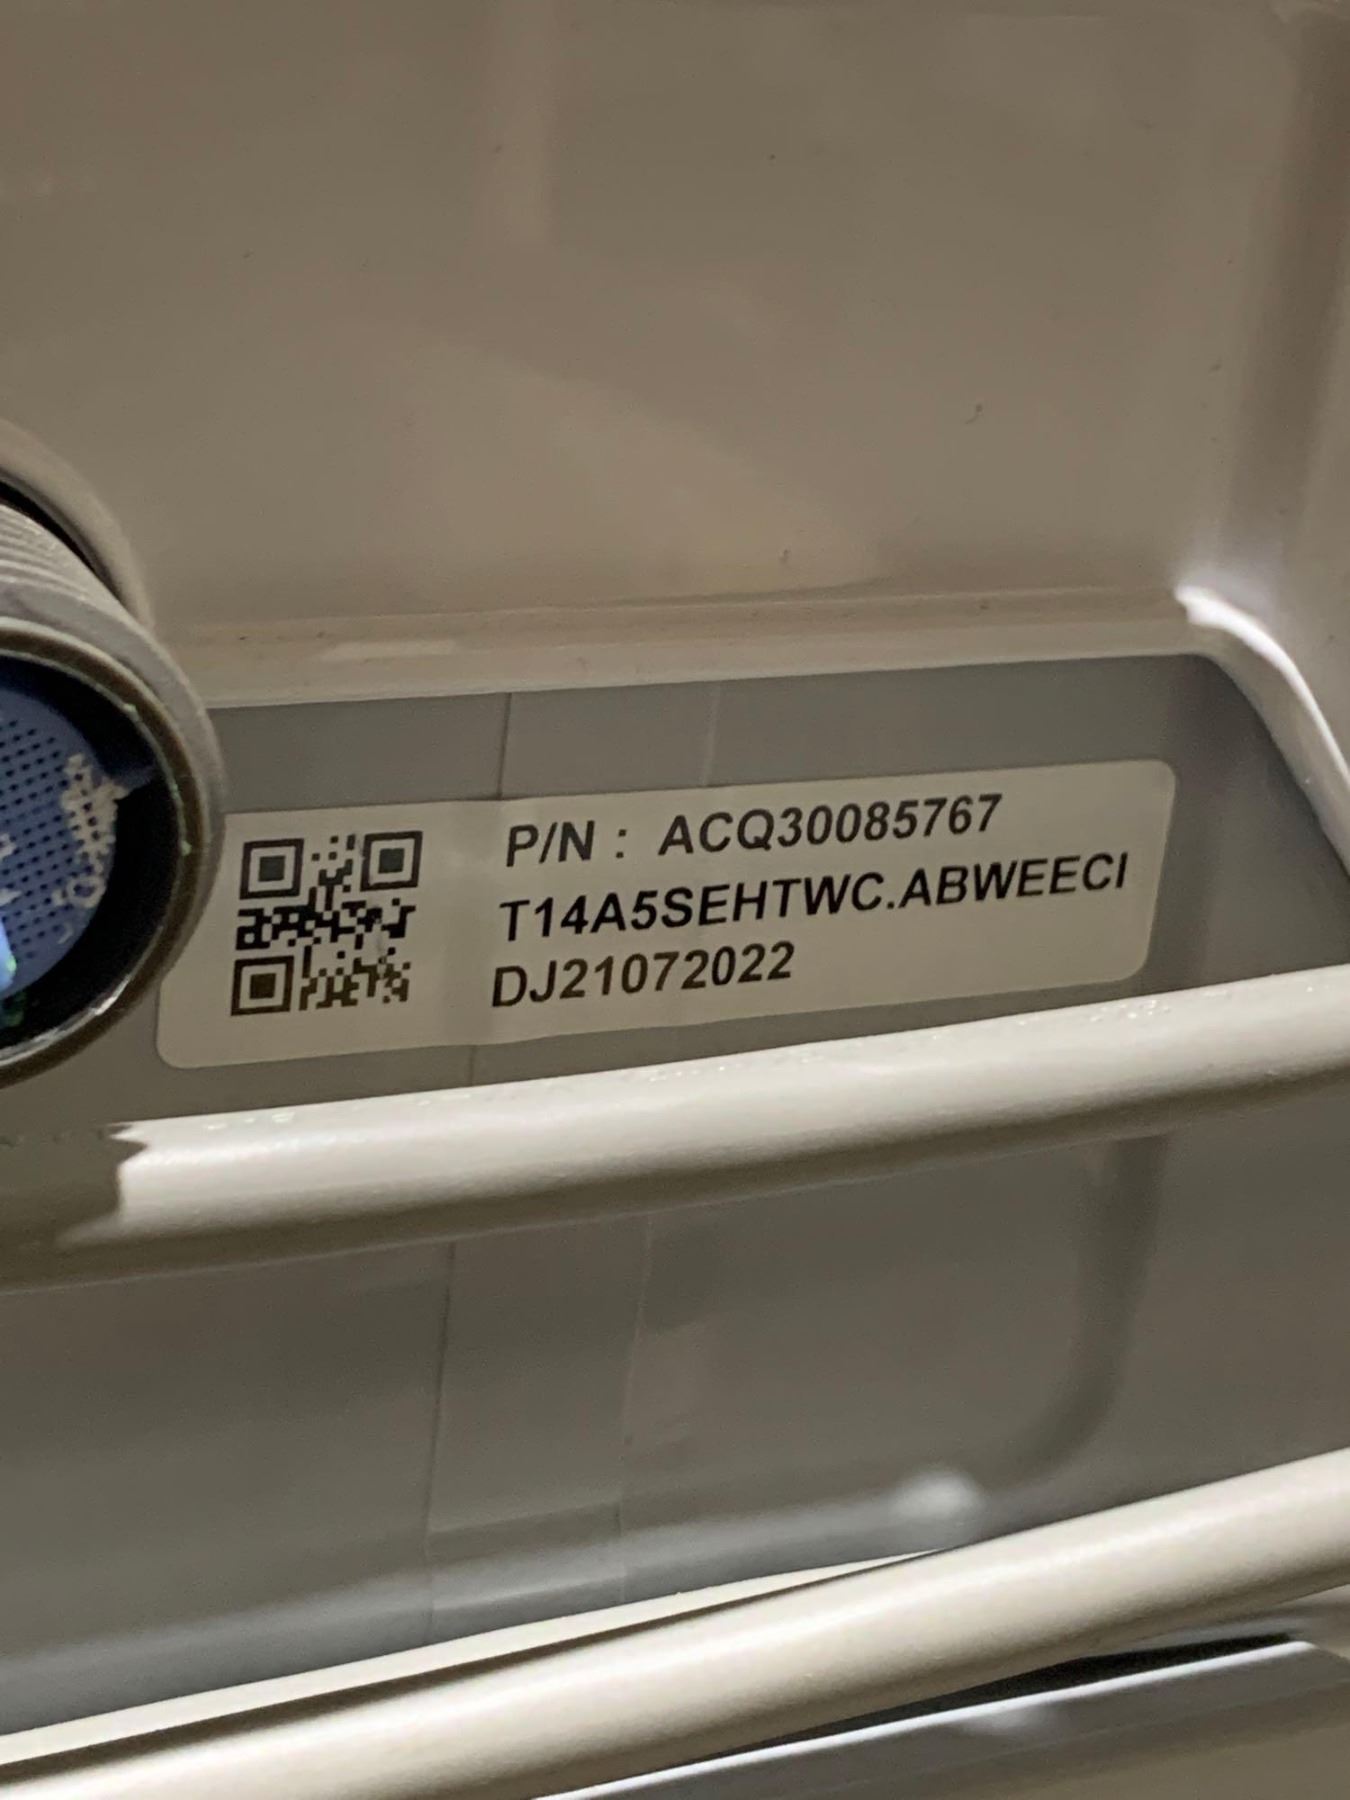 P/N : ACQ30085767
T14A5SEHTWC.ABWEECI
DJ21072022